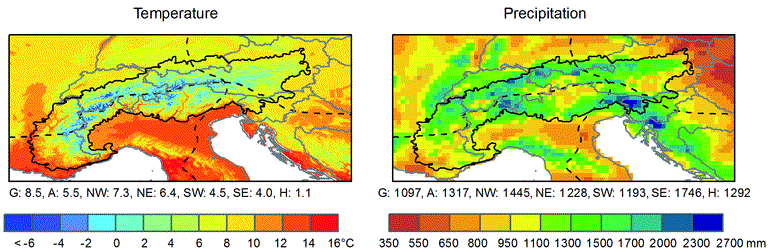 Temperature
Precipitation
G: 8.5, A: 5.5, NW: 7.3, NE: 6.4, SW: 4.5, SE: 4.0, H: 1.1
G: 1097, A: 1317, NW: 1445, NE: 1228, SW: 1193, SE: 1746, H: 1292
< -6 -4 -2 0 2 4 6 8 10 12 14 16°C
350 550 650 800 950 1100 1300 1500 1700 2000 2300 2700 mm